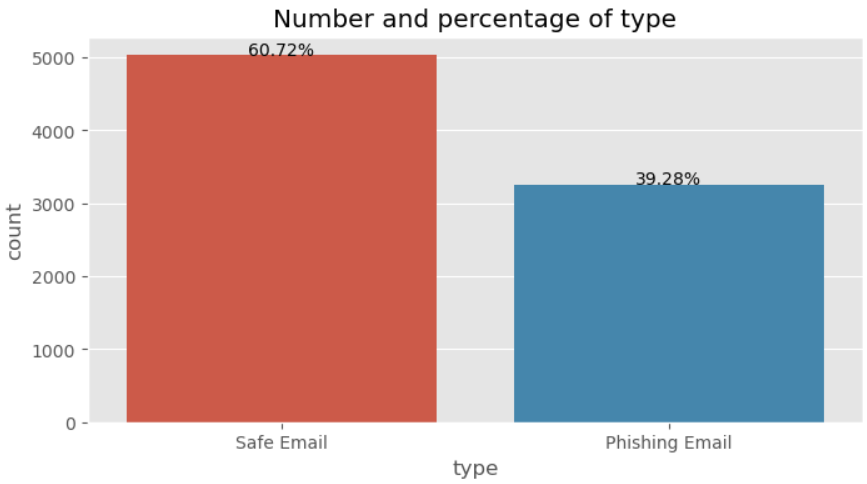 Number and percentage of type
60.72%
39.28%
5000
4000
3000
2000
1000
0
count
Safe Email
Phishing Email
type